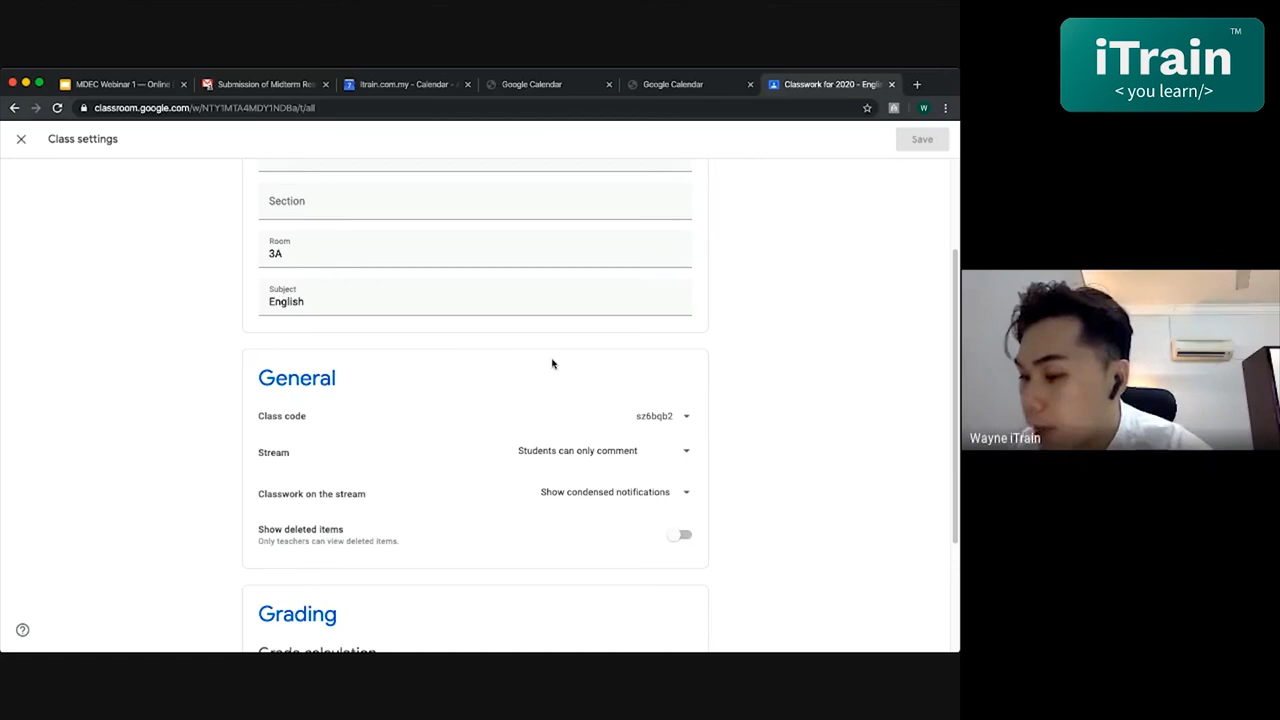 iTrain
TM
< you learn/>
MDEC Webinar 1 — Online
Submission of Midterm Re
itrain.com.my - Calendar -
Google Calendar
Google Calendar
Classwork for 2020 - Engli
classroom.google.com/w/NTY1MTA4MDY1NDBa/t/all
W
Class settings
Save
Section
Room
3A
Subject
English
General
Class code
sz6bqb2
Stream
Students can only comment
Classwork on the stream
Show condensed notifications
Show deleted items
Only teachers can view deleted items.
Grading
Grade calculation
Wayne iTrain